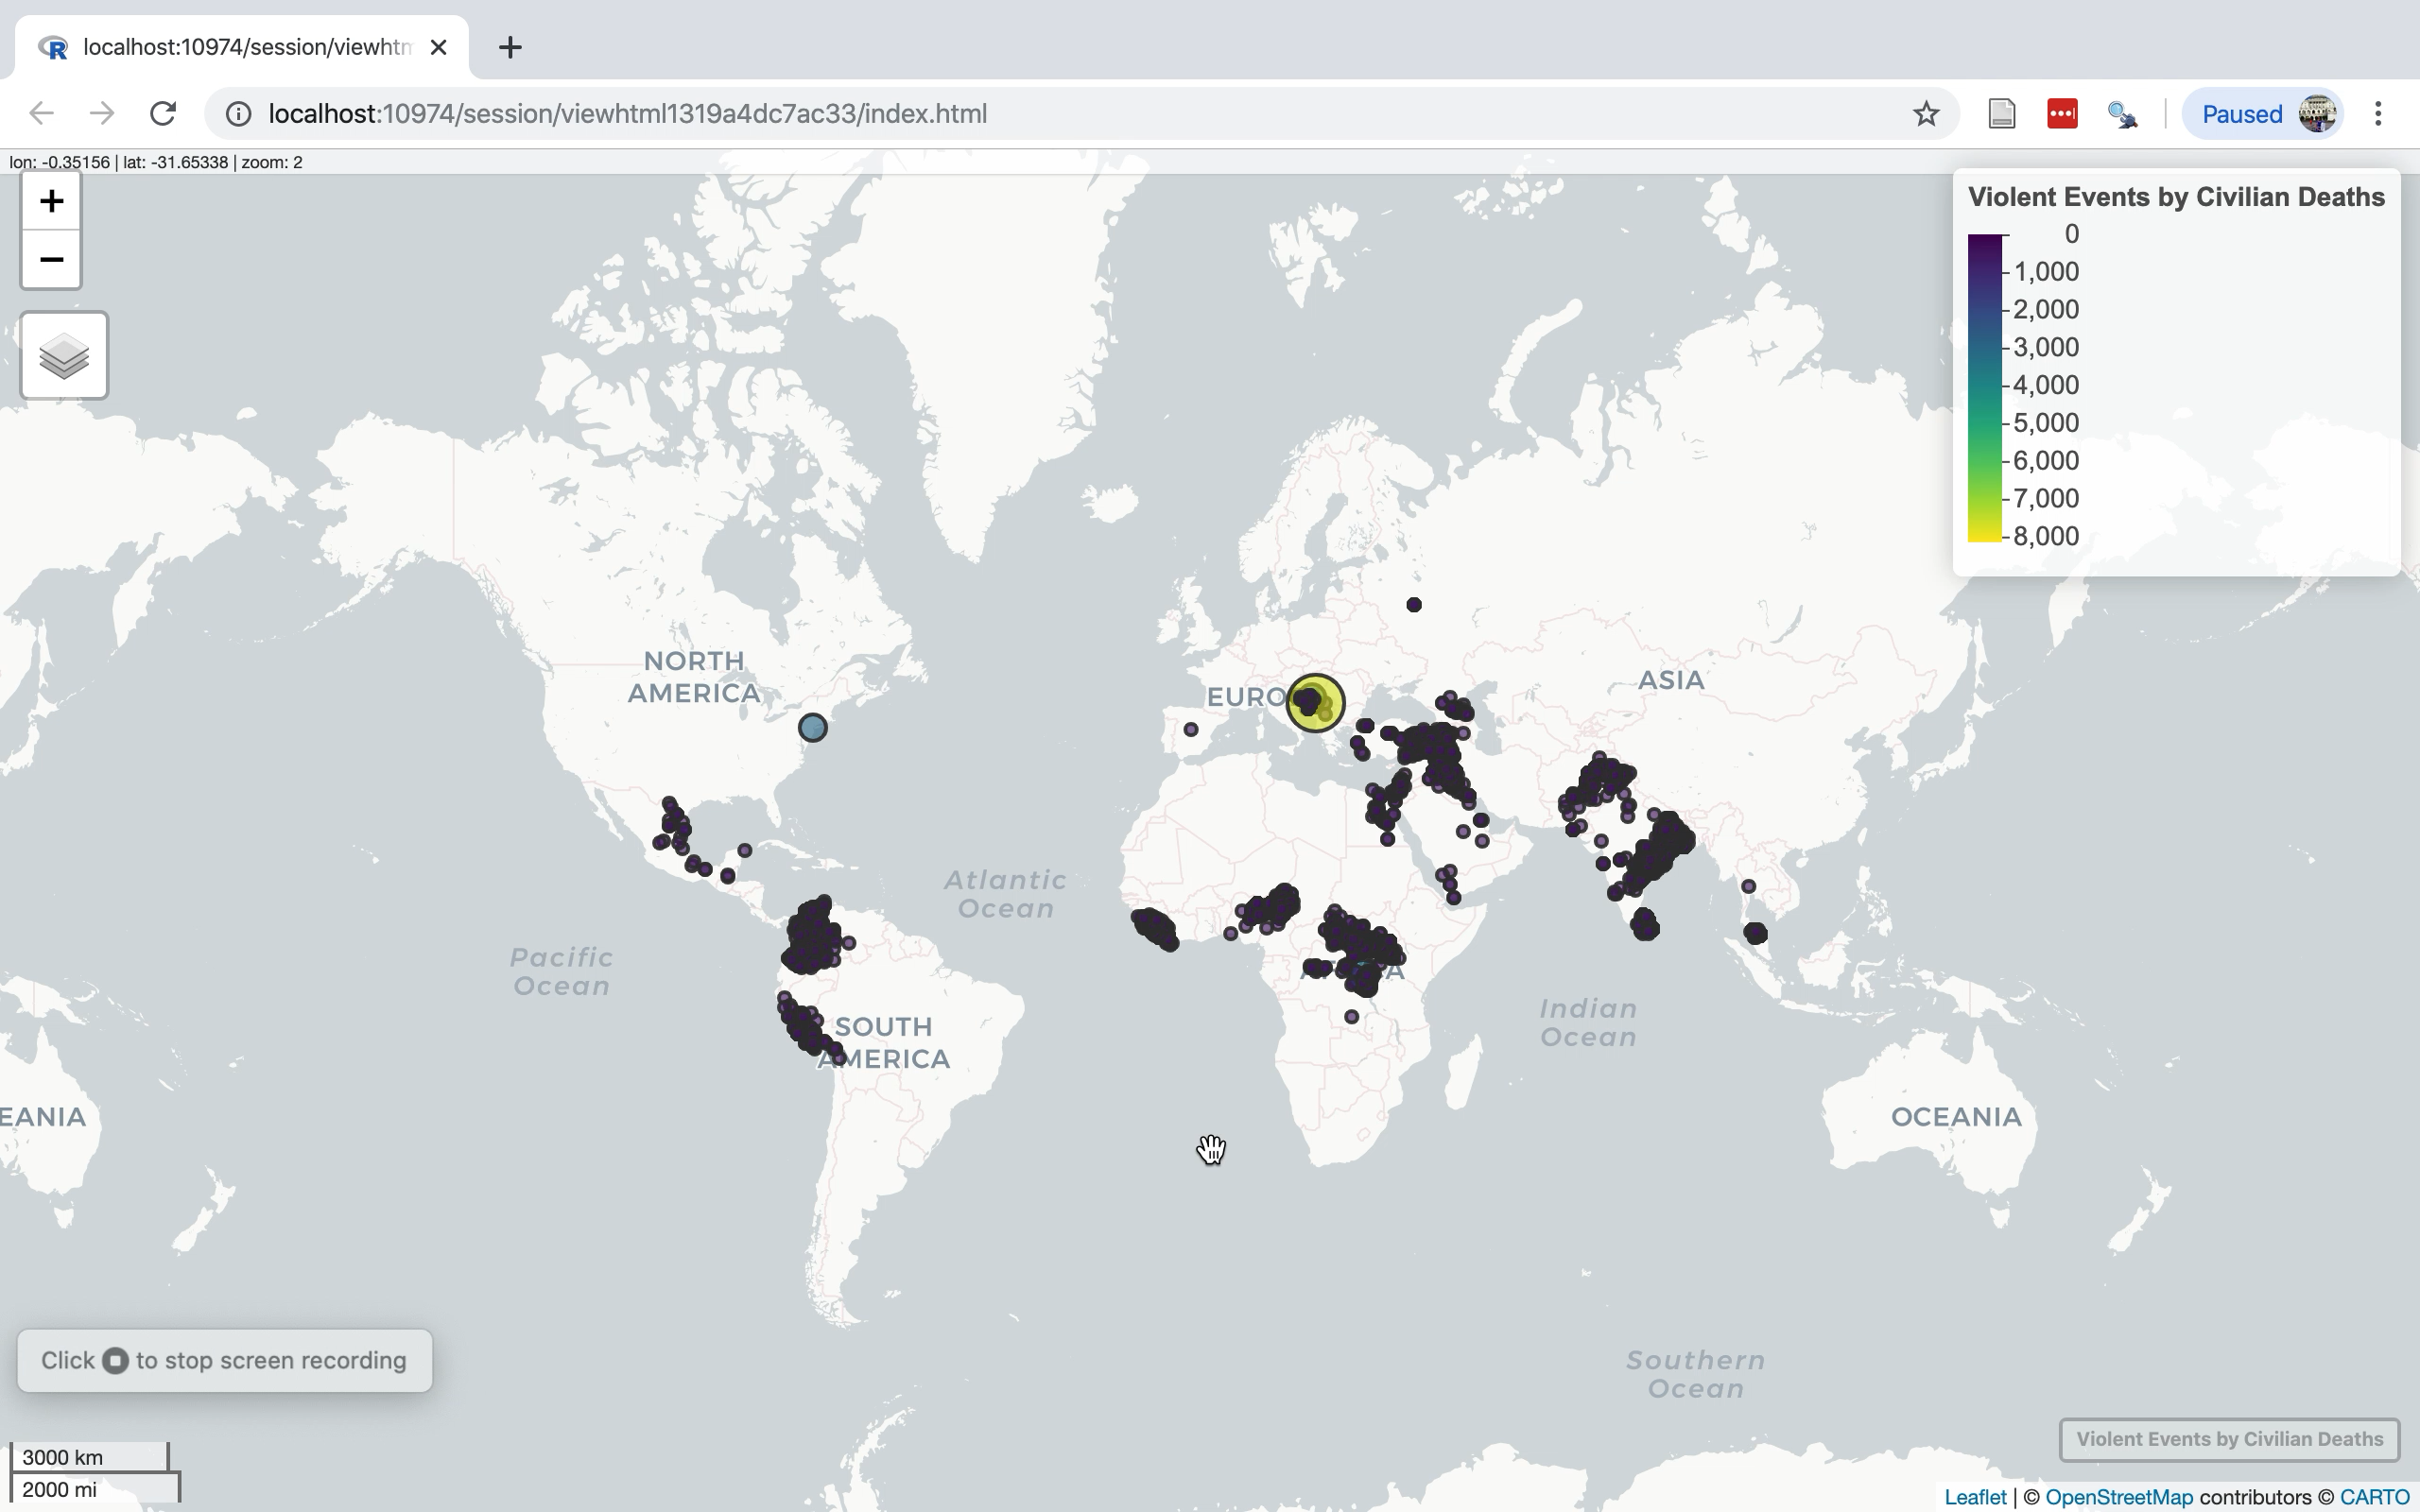 localhost:10974/session/viewhtm
localhost:10974/session/viewhtml1319a4dc7ac33/index.html
Paused
lon: -0.35156 | lat: -31.65338 | zoom: 2
+
−
Violent Events by Civilian Deaths
0
1,000
2,000
3,000
4,000
5,000
6,000
7,000
8,000
NORTH
AMERICA
EURO
ASIA
Atlantic
Ocean
Pacific
Ocean
SOUTH
AMERICA
Indian
Ocean
EANIA
OCEANIA
Click to stop screen recording
Southern
Ocean
Violent Events by Civilian Deaths
3000 km
2000 mi
Leaflet | © OpenStreetMap contributors © CARTO